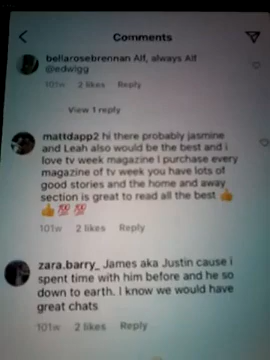 Comments
bellarosebrennan Alf, always Alf
@edwigg
101w 2 likes Reply
View 1 reply
mattdapp2 hi there probably jasmine
and Leah also would be the best and i
love tv week magazine I purchase every
magazine of tv week you have lots of
good stories and the home and away
section is great to read all the best 👍
👍💯💯
101w 2 likes Reply
zara.barry_ James aka Justin cause i
spent time with him before and he so
down to earth. I know we would have
great chats
101w 2 likes Reply